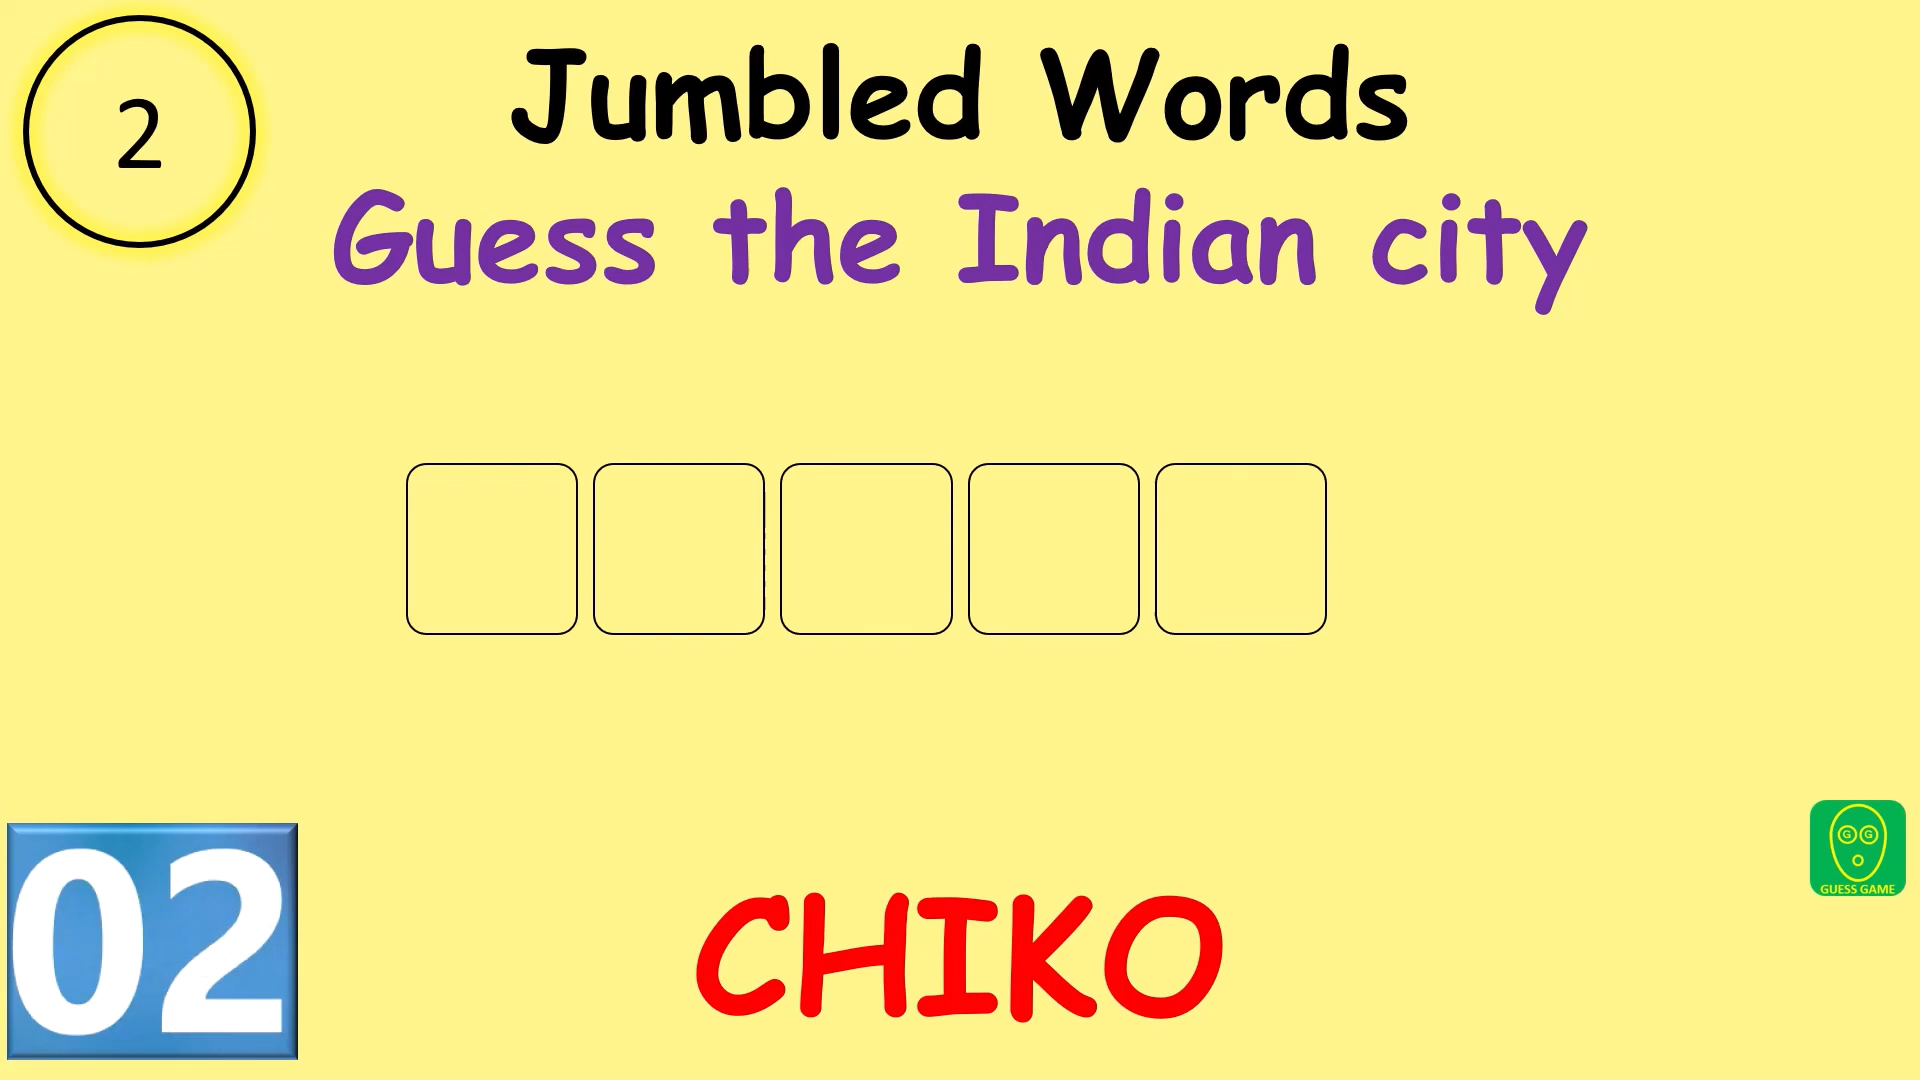 2
Jumbled Words
Guess the Indian city
G G
GUESS GAME
02
CHIKO